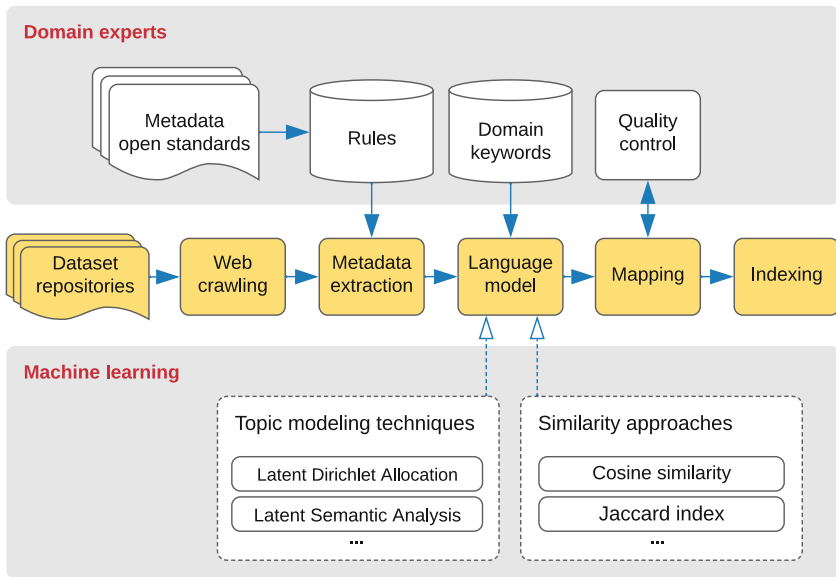 Domain experts
Metadata
open standards
Rules
Domain
keywords
Quality
control
Dataset
repositories
Web
crawling
Metadata
extraction
Language
model
Mapping
Indexing
Machine learning
Topic modeling techniques
Latent Dirichlet Allocation
Latent Semantic Analysis
...
Similarity approaches
Cosine similarity
Jaccard index
...